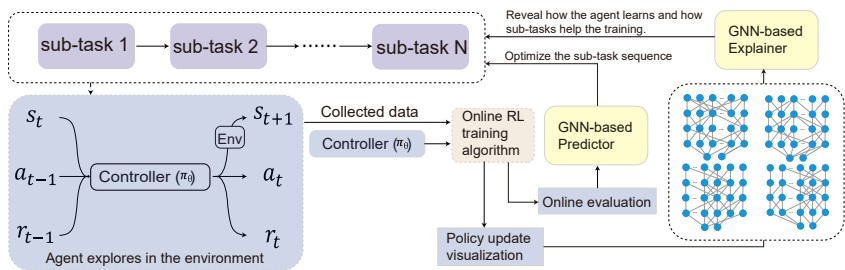 sub-task 1
sub-task 2
······
sub-task N
Reveal how the agent learns and how
sub-tasks help the training.
Optimize the sub-task sequence
GNN-based
Explainer
s_t
a_{t-1}
r_{t-1}
Controller (π_θ)
Env
s_{t+1}
a_t
r_t
Agent explores in the environment
Collected data
Controller (π_θ)
Online RL
training
algorithm
GNN-based
Predictor
Online evaluation
Policy update
visualization